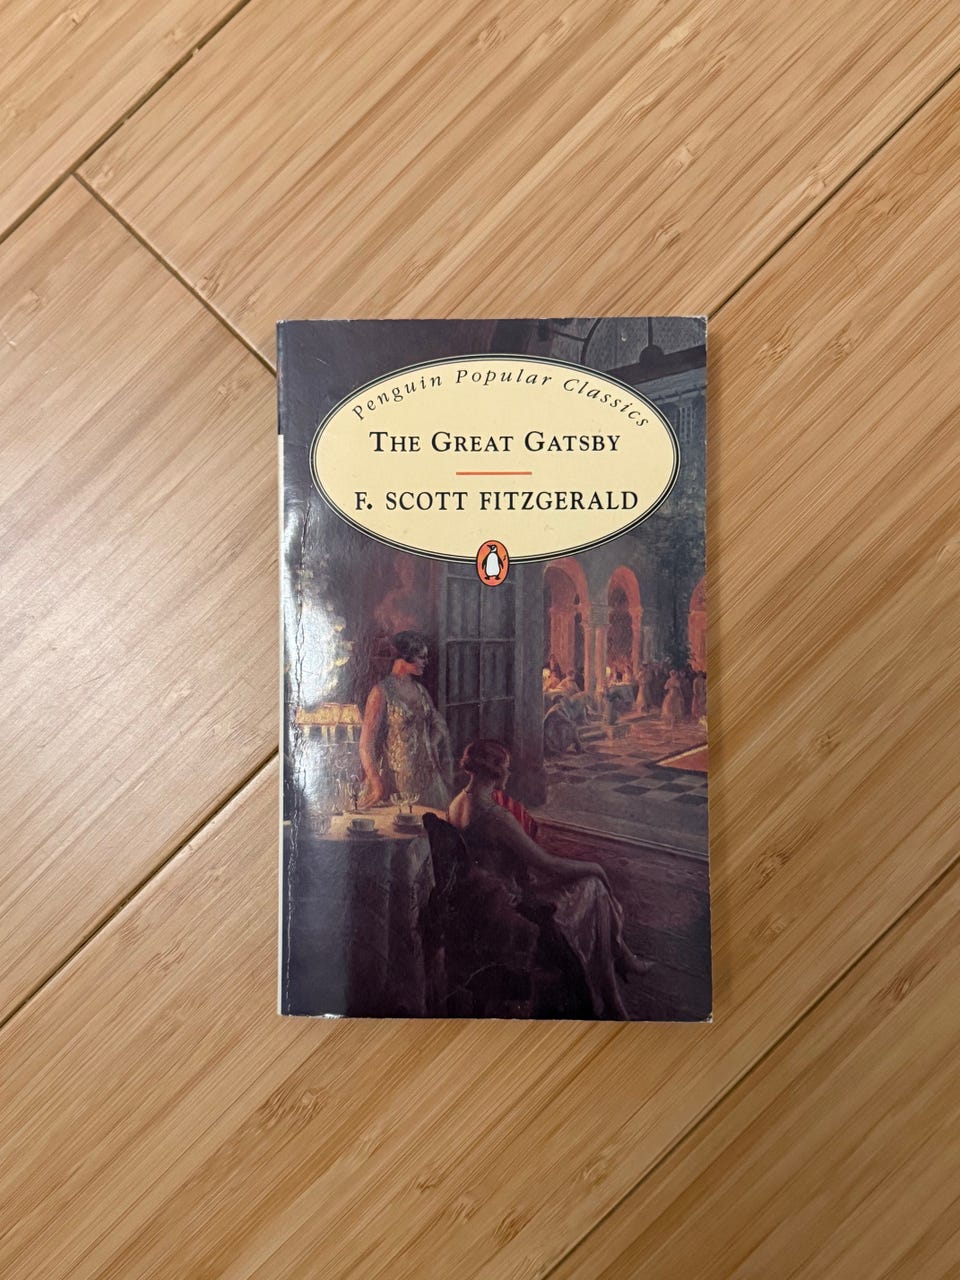 Penguin Popular Classics
THE GREAT GATSBY
F. SCOTT FITZGERALD